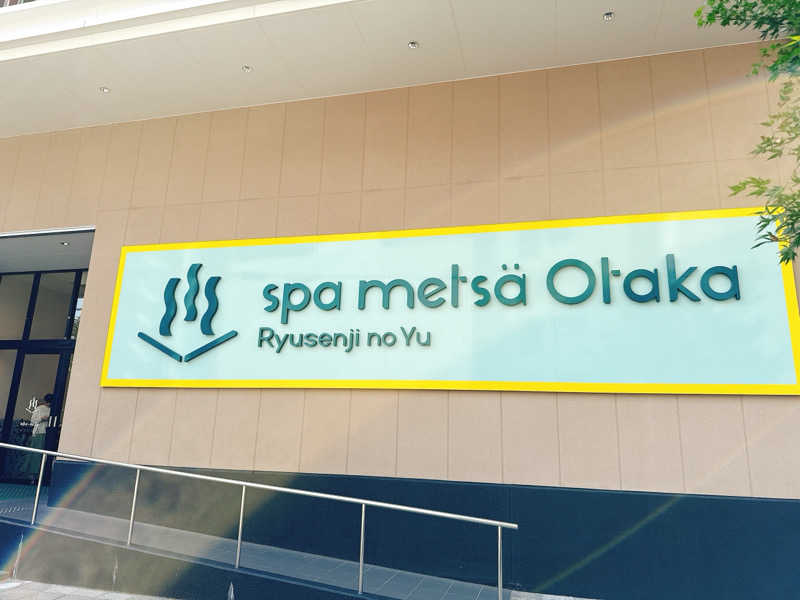 spa metsä Otaka
Ryusenji no Yu